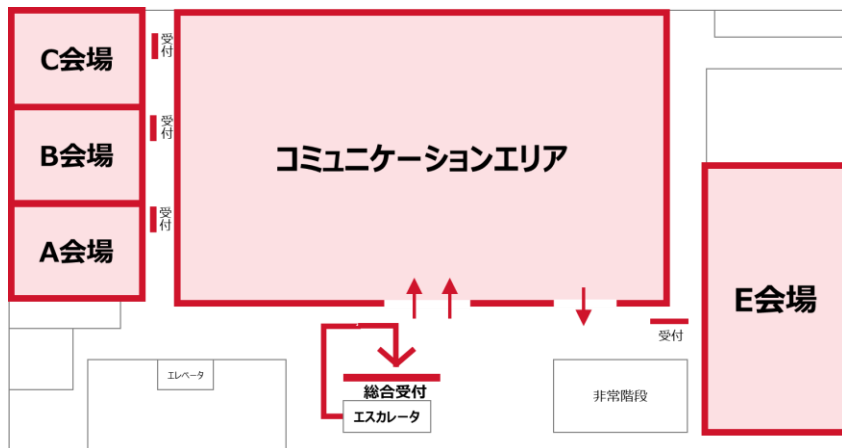 C会場
受付
コミュニケーションエリア
B会場
受付
A会場
受付
E会場
受付
エレベータ
総合受付
エスカレータ
非常階段